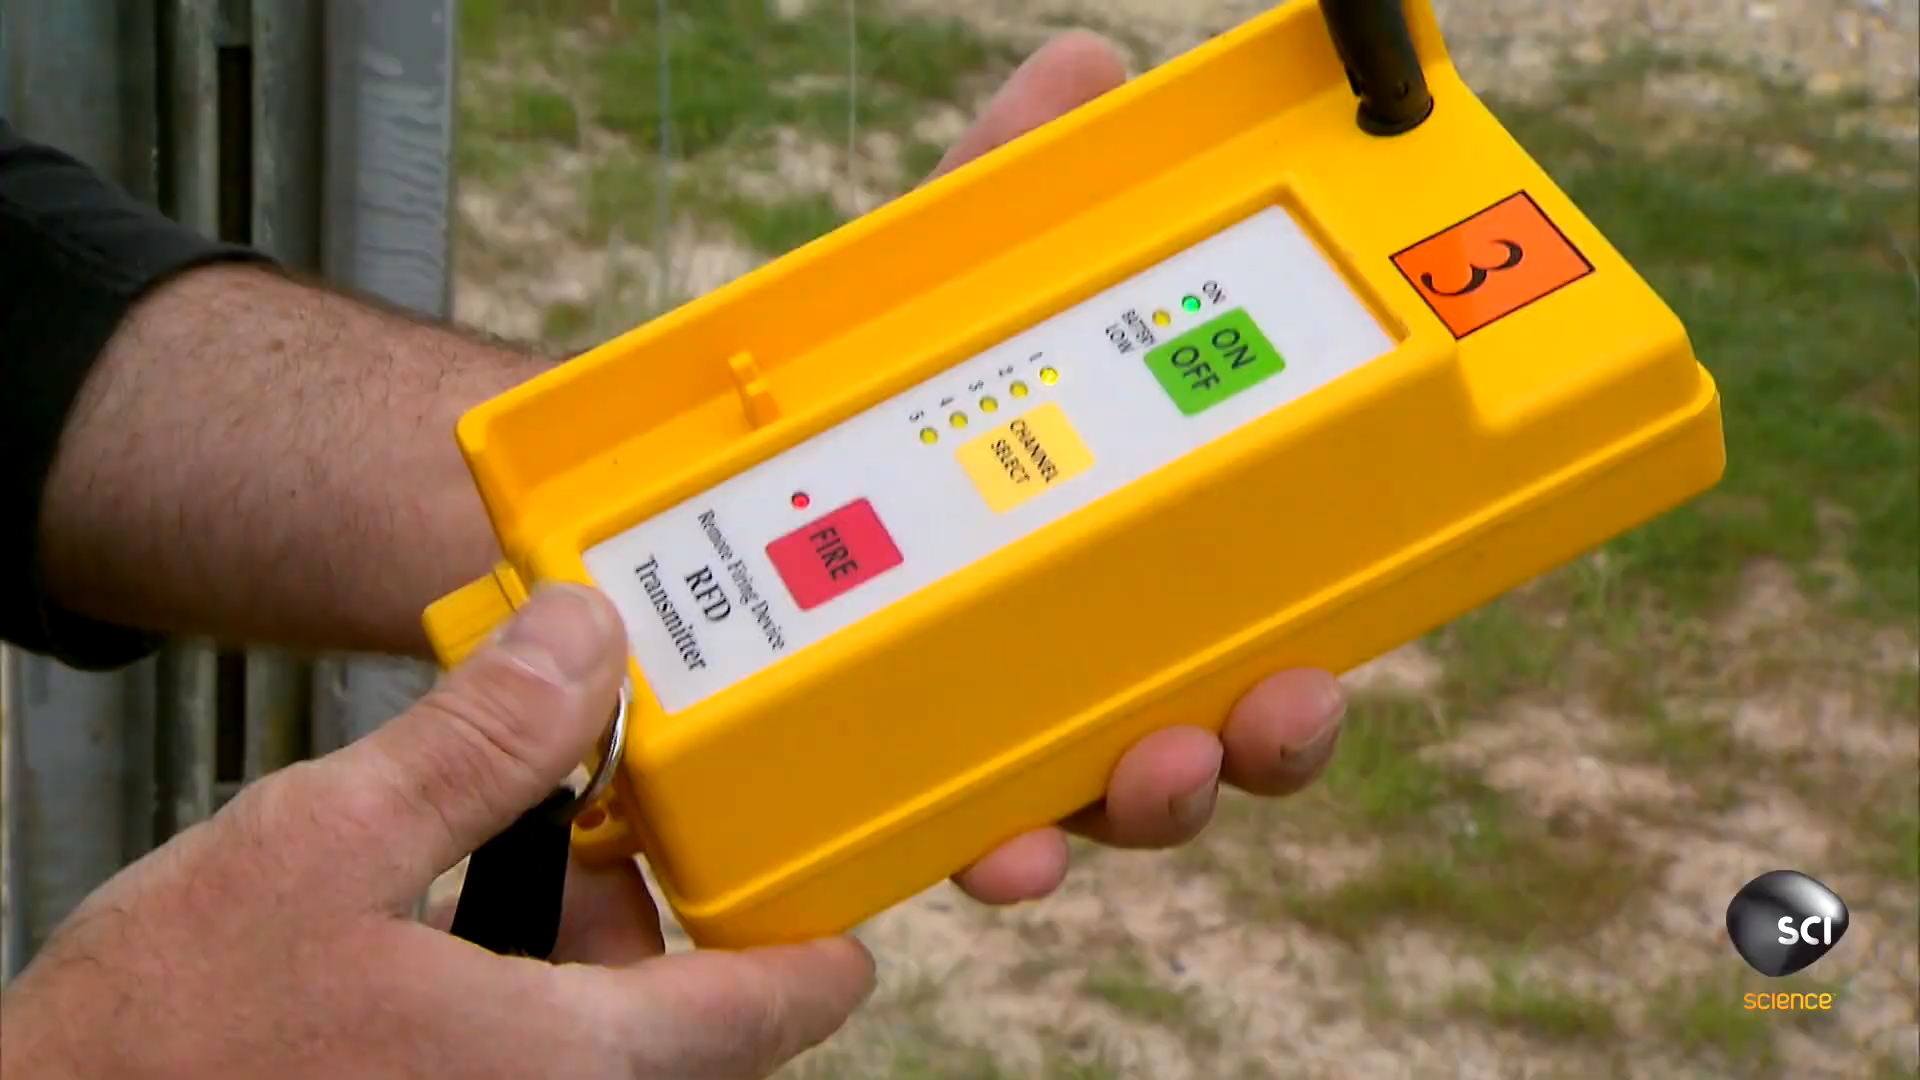 3
ON
BATTERY
LOW
ON
OFF
1
2
3
4
5
CHANNEL
SELECT
FIRE
Remote Firing Device
RFD
Transmitter
SCI
science